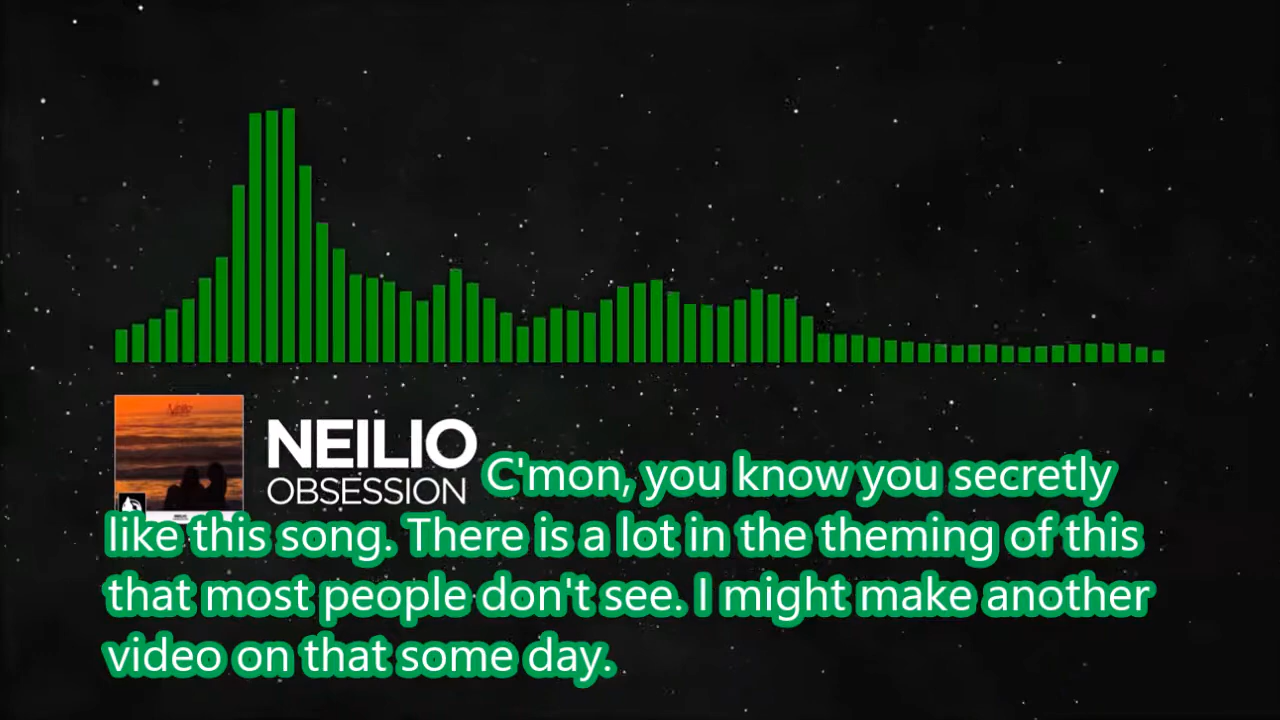 NEILIO
OBSESSION
C'mon, you know you secretly
like this song. There is a lot in the theming of this
that most people don't see. I might make another
video on that some day.